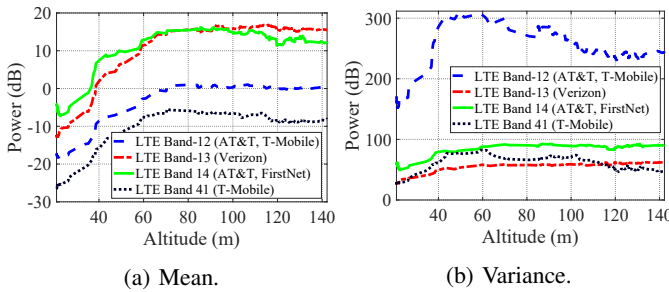 20
10
0
-10
-20
-30
Power (dB)
LTE Band-12 (AT&T, T-Mobile)
LTE Band-13 (Verizon)
LTE Band 14 (AT&T, FirstNet)
LTE Band 41 (T-Mobile)
40 60 80 100 120 140
Altitude (m)
(a) Mean.
300
200
100
0
Power (dB)
LTE Band-12 (AT&T, T-Mobile)
LTE Band-13 (Verizon)
LTE Band 14 (AT&T, FirstNet)
LTE Band 41 (T-Mobile)
40 60 80 100 120 140
Altitude (m)
(b) Variance.